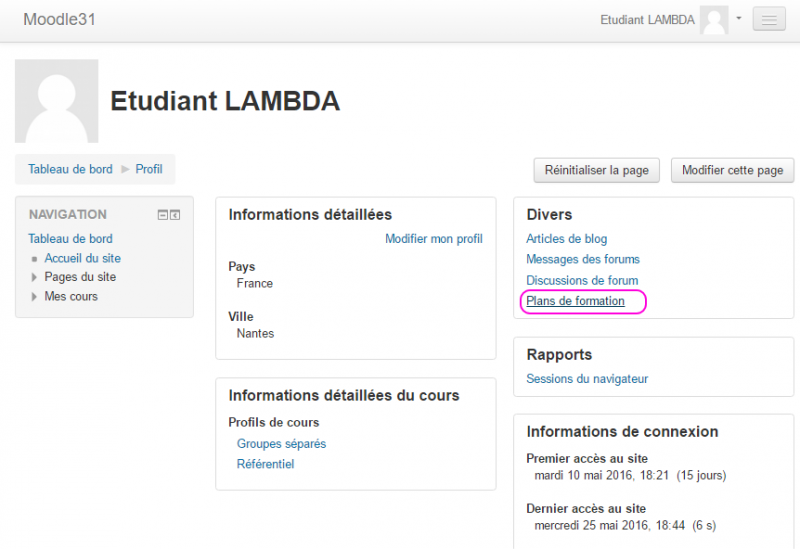 Moodle31
Etudiant LAMBDA
Etudiant LAMBDA
Tableau de bord ▶ Profil
Réinitialiser la page
Modifier cette page
NAVIGATION
Tableau de bord
Accueil du site
Pages du site
Mes cours
Informations détaillées
Modifier mon profil
Pays
France
Ville
Nantes
Informations détaillées du cours
Profils de cours
Groupes séparés
Référentiel
Divers
Articles de blog
Messages des forums
Discussions de forum
Plans de formation
Rapports
Sessions du navigateur
Informations de connexion
Premier accès au site
mardi 10 mai 2016, 18:21 (15 jours)
Dernier accès au site
mercredi 25 mai 2016, 18:44 (6 s)